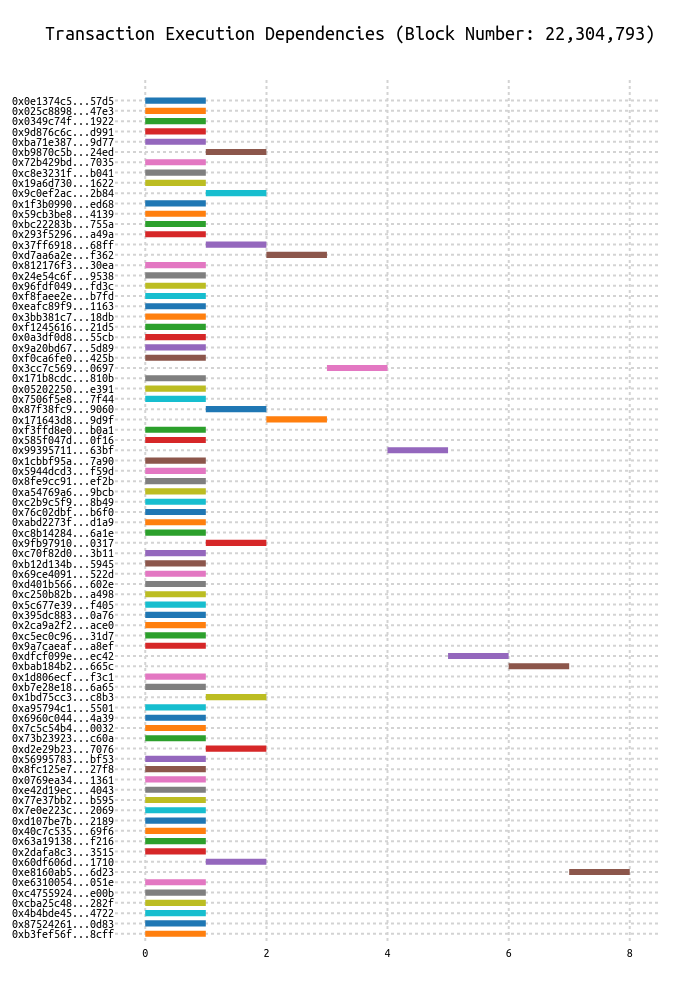 Transaction Execution Dependencies (Block Number: 22,304,793)
0x0e1374c5...57d5
0x025c8898...47e3
0x0349c74f...1922
0x9d876c6c...d991
0xba71e387...9d77
0xb9870c5b...24ed
0x72b429bd...7035
0xc8e3231f...b041
0x19a6d730...1622
0x9c0ef2ac...2b84
0x1f3b0990...ed68
0x59cb3be8...4139
0xbc22283b...755a
0x293f5296...a49a
0x37ff6918...68ff
0xd7aa6a2e...f362
0x812176f3...30ea
0x24e54c6f...9538
0x96fdf049...fd3c
0xf8faee2e...b7fd
0xeafc89f9...1163
0x3bb381c7...18db
0xf1245616...21d5
0x0a3df0d8...55cb
0x9a20bd67...5d89
0xf0ca6fe0...425b
0x3cc7c569...0697
0x171b8cdc...810b
0x05202250...e391
0x7506f5e8...7f44
0x87f38fc9...9060
0x171643d8...9d9f
0xf3ffd8e0...b0a1
0x585f047d...0f16
0x99395711...63bf
0x1cbbf95a...7a90
0x5944dcd3...f59d
0x8fe9cc91...ef2b
0xa54769a6...9bcb
0xc2b9c5f9...8b49
0x76c02dbf...b6f0
0xabd2273f...d1a9
0xc8b14284...6a1e
0x9fb97910...0317
0xc70f82d0...3b11
0xb12d134b...5945
0x69ce4091...522d
0xd401b566...602e
0xc250b82b...a498
0x5c677e39...f405
0x395dc883...0a76
0x2ca9a2f2...ace0
0xc5ec0c96...31d7
0x9a7caeaf...a8ef
0xdfcf099e...ec42
0xbab184b2...665c
0x1d806ecf...f3c1
0xb7e28e18...6a65
0x1bd75cc3...c8b3
0xa95794c1...5501
0x6960c044...4a39
0x7c5c54b4...0032
0x73b23923...c60a
0xd2e29b23...7076
0x56995783...bf53
0x8fc125e7...27f8
0x0769ea34...1361
0xe42d19ec...4043
0x77e37bb2...b595
0x7e0e223c...2069
0xd107be7b...2189
0x40c7c535...69f6
0x63a19138...f216
0x2dafa8c3...3515
0x60df606d...1710
0xe8160ab5...6d23
0xe6310054...051e
0xc4755924...e00b
0xcba25c48...282f
0x4b4bde45...4722
0x87524261...0d83
0xb3fef56f...8cff
0 2 4 6 8